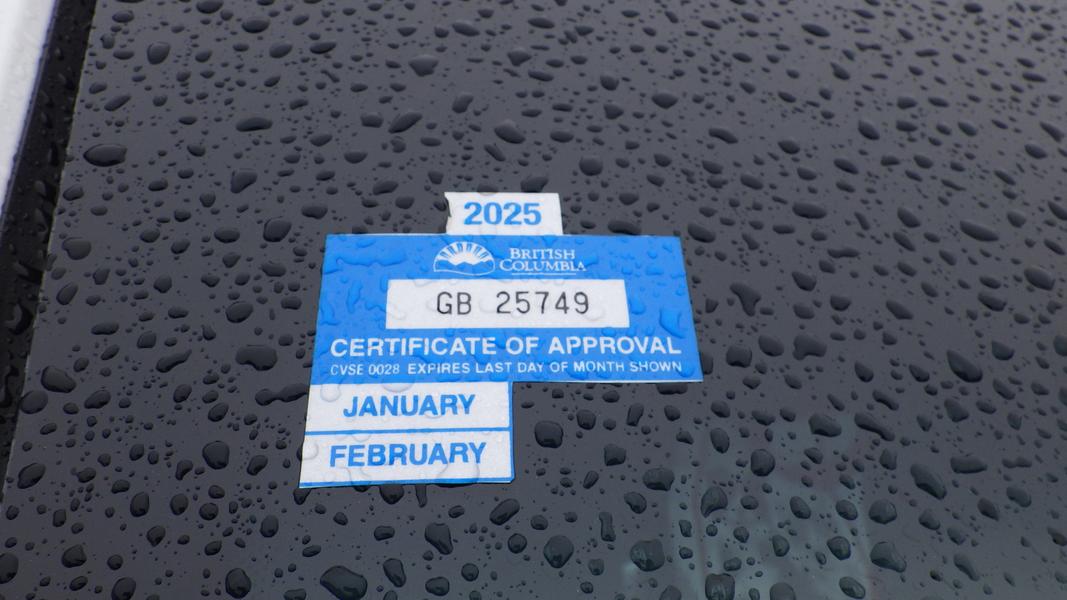 2025
BRITISH
COLUMBIA
GB 25749
CERTIFICATE OF APPROVAL
CVSE 0028 EXPIRES LAST DAY OF MONTH SHOWN
JANUARY
FEBRUARY